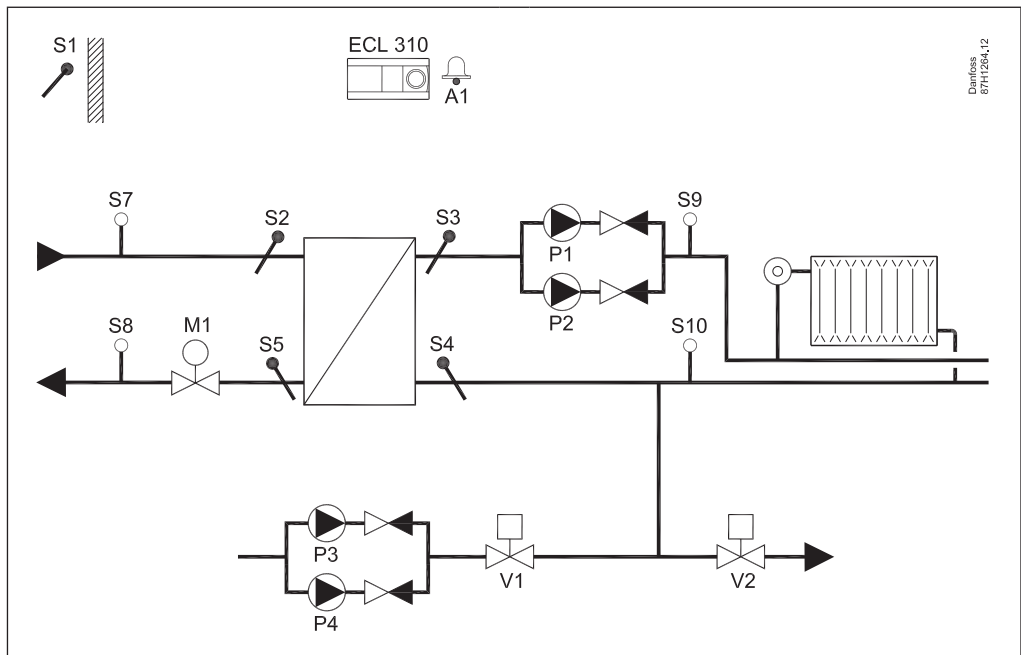 S1
ECL 310
A1
Danfoss
87H1264.12
S7
S2
S3
P1
S9
P2
S8
M1
S5
S4
S10
P3
V1
V2
P4